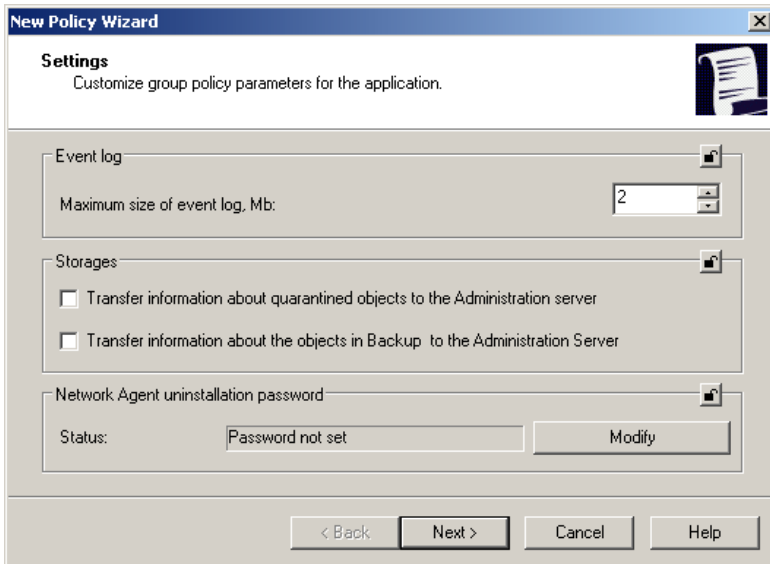 New Policy Wizard
Settings
Customize group policy parameters for the application.
Event log
Maximum size of event log, Mb:
2
Storages
Transfer information about quarantined objects to the Administration server
Transfer information about the objects in Backup  to the Administration Server
Network Agent uninstallation password
Status:
Password not set
Modify
< Back
Next >
Cancel
Help